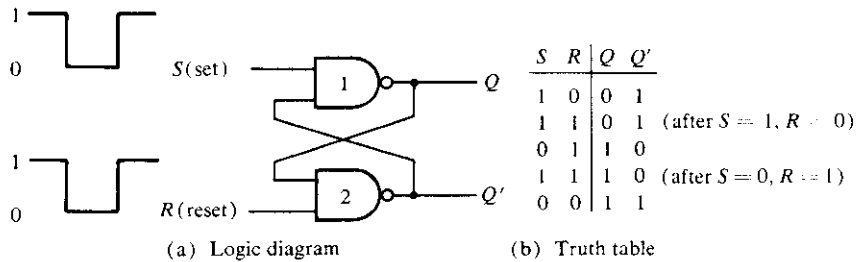 1
0
S(set)
1
Q
1
0
R(reset)
2
Q'
(a) Logic diagram
S R Q Q'
1 0 0 1
1 1 0 1 (after S = 1, R = 0)
0 1 1 0
1 1 1 0 (after S = 0, R = 1)
0 0 1 1
(b) Truth table